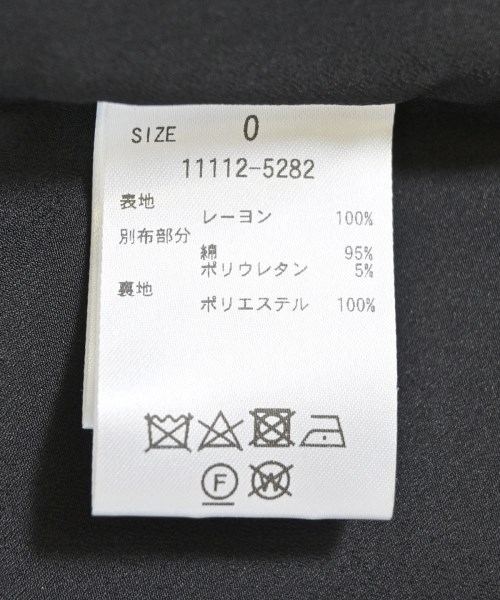 SIZE 0
11112-5282
表地
レーヨン 100%
別布部分
綿 95%
ポリウレタン 5%
裏地
ポリエステル 100%
F W